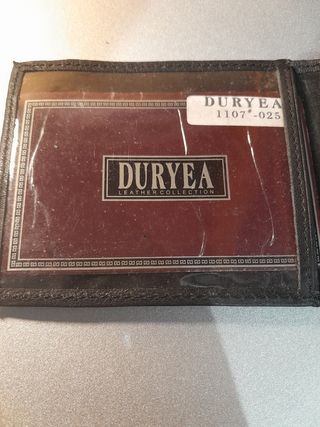 DURYEA
1107*-025
DURYEA
LEATHER COLLECTION